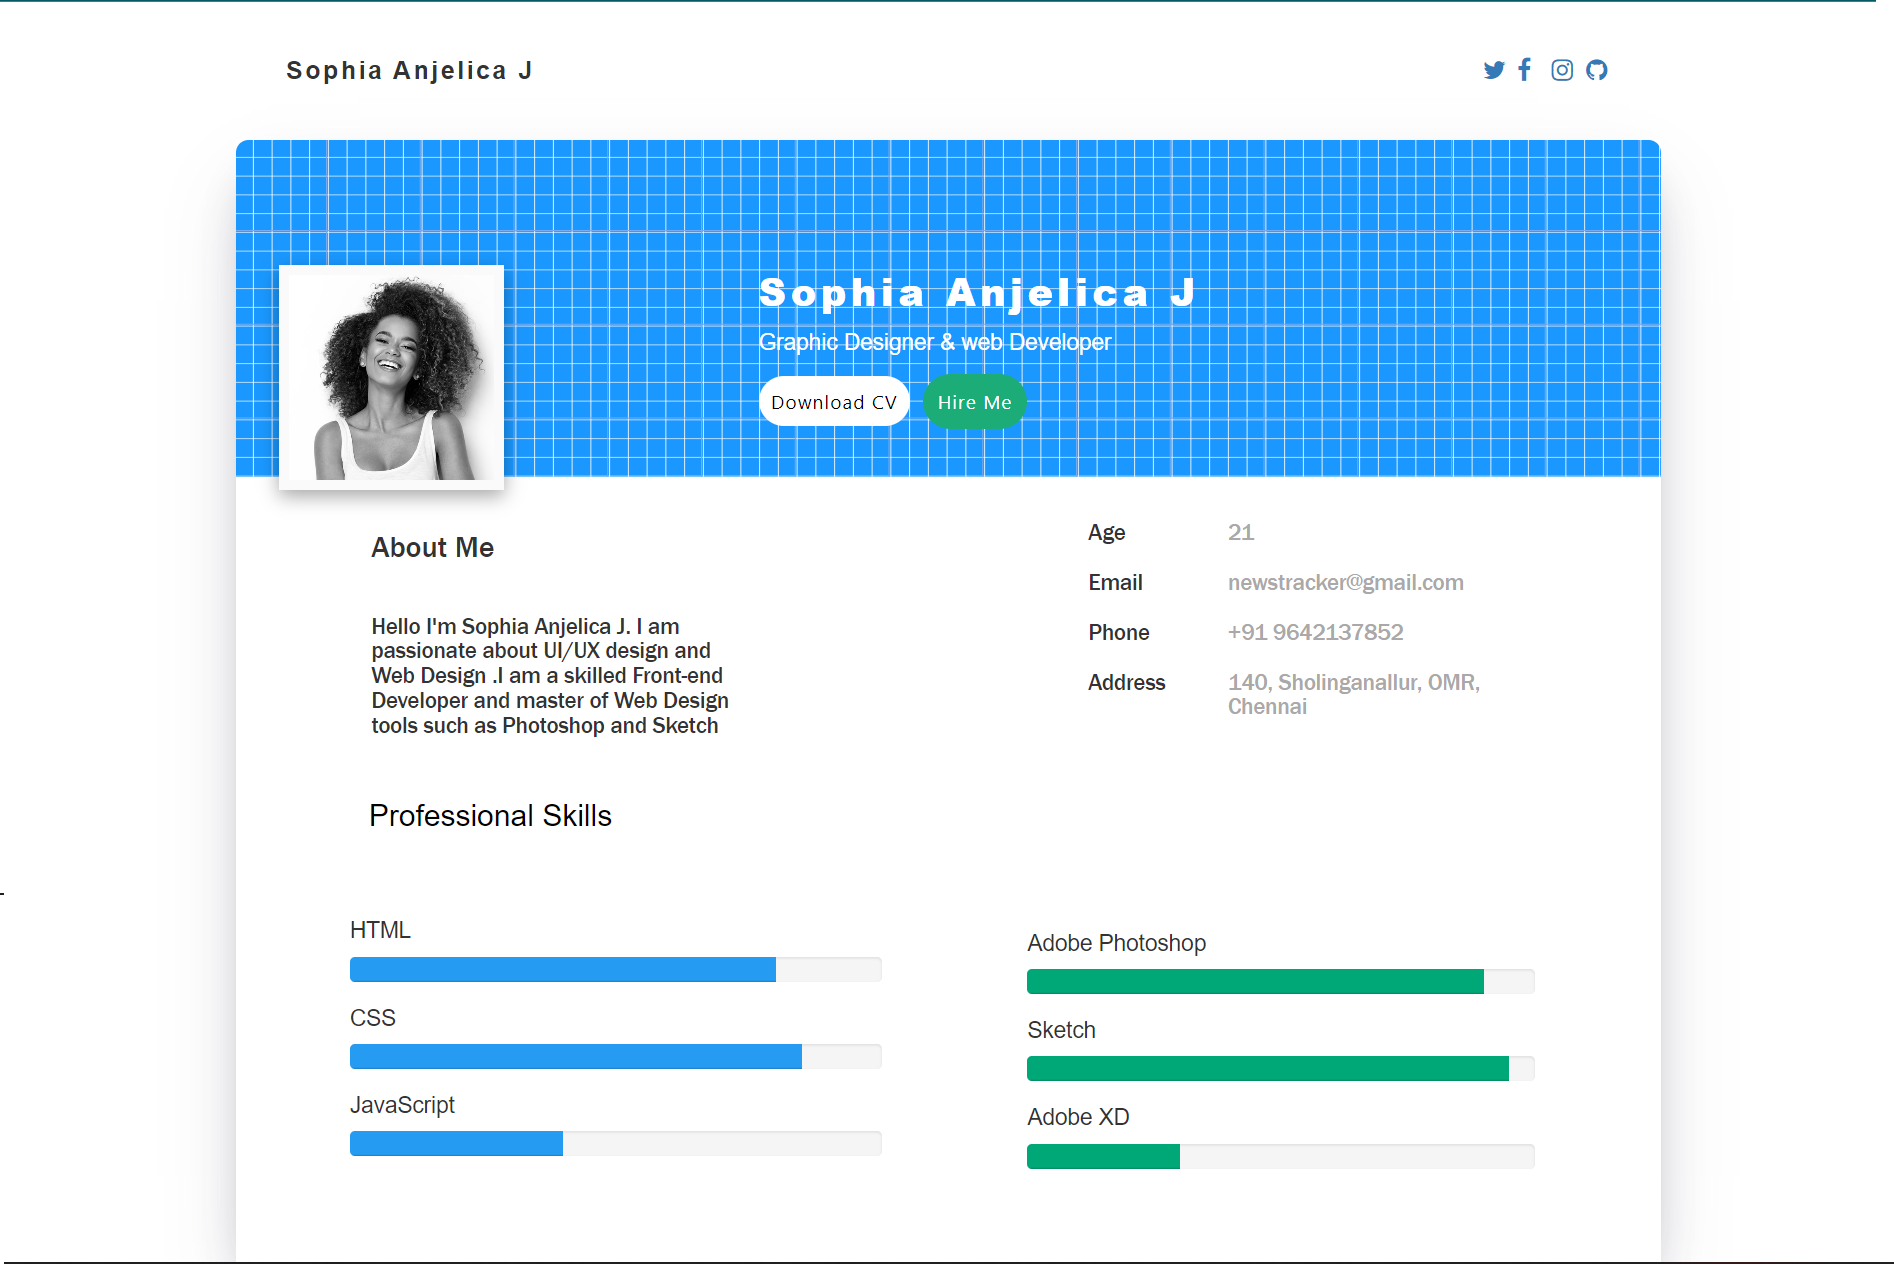 Sophia Anjelica J
Sophia Anjelica J
Graphic Designer & web Developer
Download CV
Hire Me
About Me
Hello I'm Sophia Anjelica J. I am
passionate about UI/UX design and
Web Design .I am a skilled Front-end
Developer and master of Web Design
tools such as Photoshop and Sketch
Age 21
Email newstracker@gmail.com
Phone +91 9642137852
Address 140, Sholinganallur, OMR,
Chennai
Professional Skills
HTML
CSS
JavaScript
Adobe Photoshop
Sketch
Adobe XD